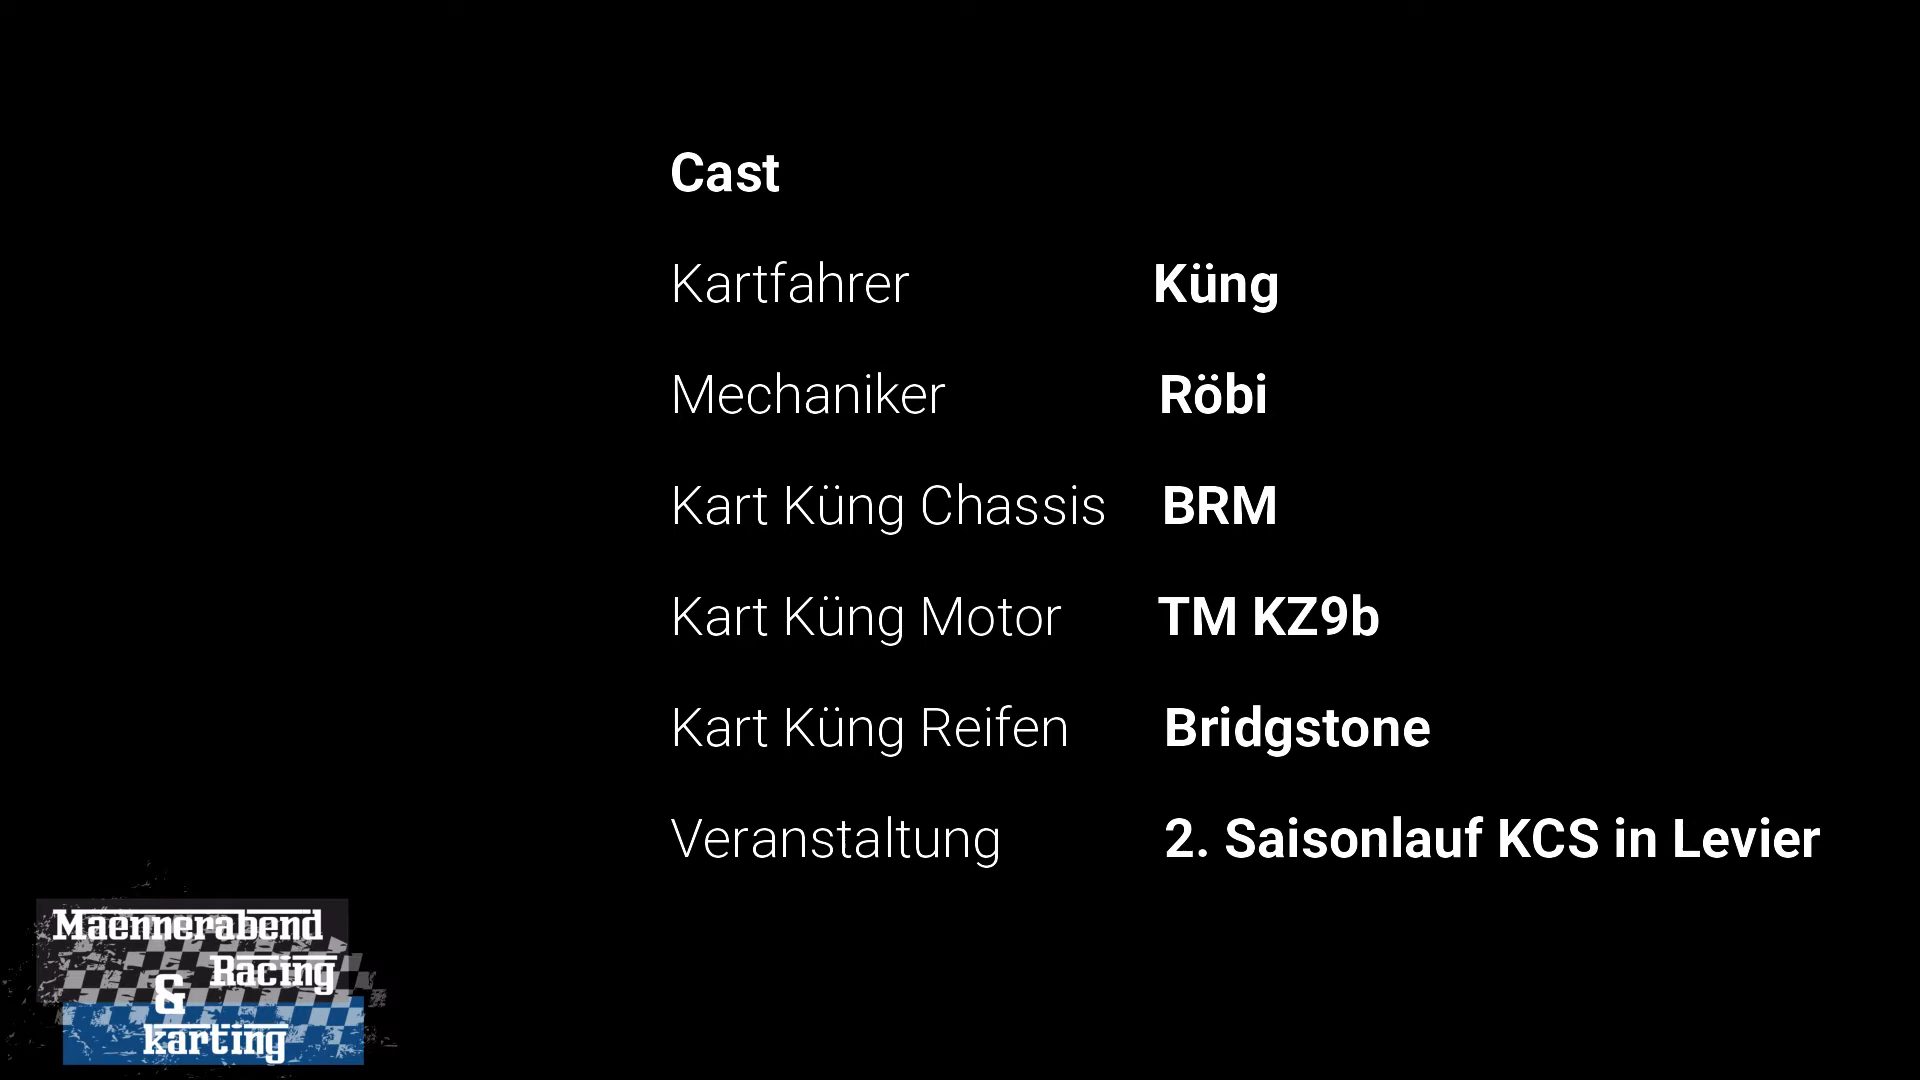 Cast
Kartfahrer Küng
Mechaniker Röbi
Kart Küng Chassis BRM
Kart Küng Motor TM KZ9b
Kart Küng Reifen Bridgstone
Veranstaltung 2. Saisonlauf KCS in Levier
Maennerabend
Racing
&
karting